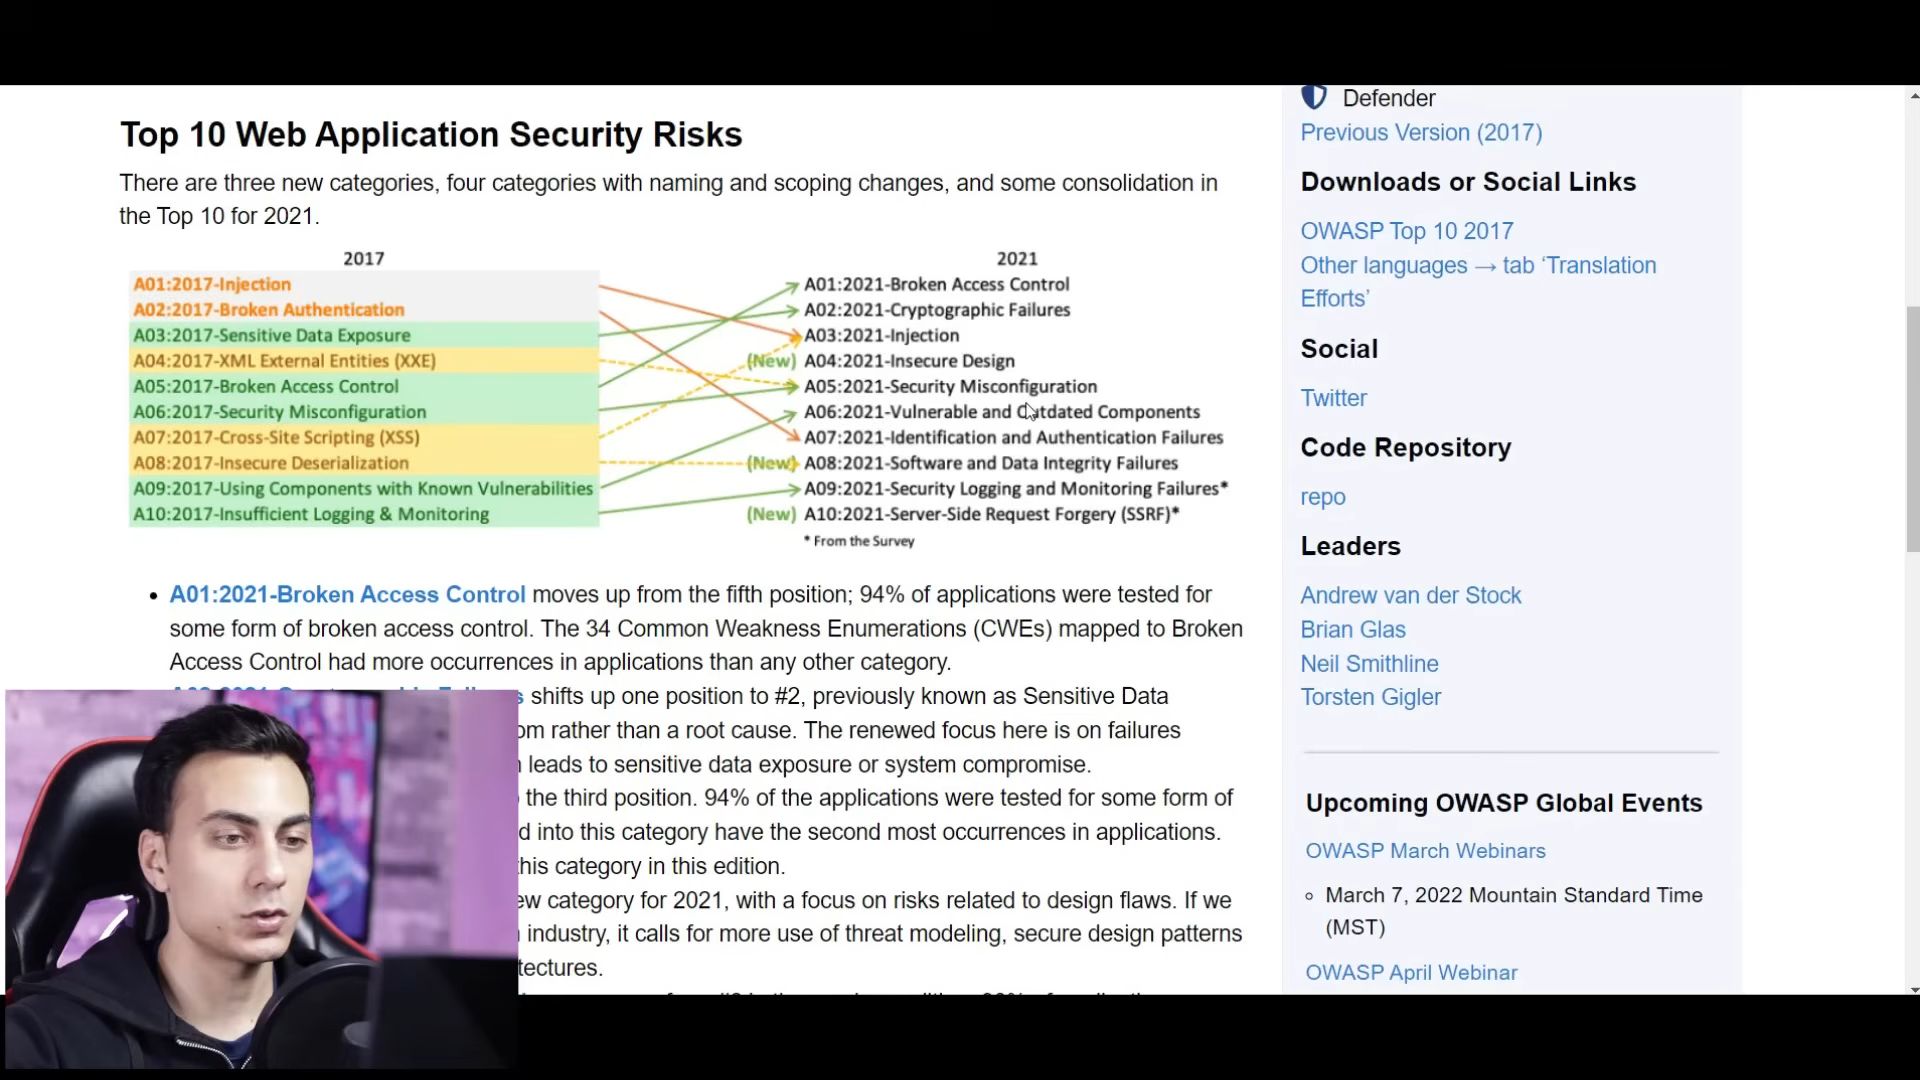 Top 10 Web Application Security Risks
There are three new categories, four categories with naming and scoping changes, and some consolidation in
the Top 10 for 2021.
2017
A01:2017-Injection
A02:2017-Broken Authentication
A03:2017-Sensitive Data Exposure
A04:2017-XML External Entities (XXE)
A05:2017-Broken Access Control
A06:2017-Security Misconfiguration
A07:2017-Cross-Site Scripting (XSS)
A08:2017-Insecure Deserialization
A09:2017-Using Components with Known Vulnerabilities
A10:2017-Insufficient Logging & Monitoring
2021
A01:2021-Broken Access Control
A02:2021-Cryptographic Failures
A03:2021-Injection
(New) A04:2021-Insecure Design
A05:2021-Security Misconfiguration
A06:2021-Vulnerable and Outdated Components
A07:2021-Identification and Authentication Failures
(New) A08:2021-Software and Data Integrity Failures
A09:2021-Security Logging and Monitoring Failures*
(New) A10:2021-Server-Side Request Forgery (SSRF)*
* From the Survey
• A01:2021-Broken Access Control moves up from the fifth position; 94% of applications were tested for
some form of broken access control. The 34 Common Weakness Enumerations (CWEs) mapped to Broken
Access Control had more occurrences in applications than any other category.
shifts up one position to #2, previously known as Sensitive Data
rather than a root cause. The renewed focus here is on failures
leads to sensitive data exposure or system compromise.
the third position. 94% of the applications were tested for some form of
into this category have the second most occurrences in applications.
this category in this edition.
category for 2021, with a focus on risks related to design flaws. If we
industry, it calls for more use of threat modeling, secure design patterns
Defender
Previous Version (2017)
Downloads or Social Links
OWASP Top 10 2017
Other languages → tab ‘Translation
Efforts’
Social
Twitter
Code Repository
repo
Leaders
Andrew van der Stock
Brian Glas
Neil Smithline
Torsten Gigler
Upcoming OWASP Global Events
OWASP March Webinars
March 7, 2022 Mountain Standard Time
(MST)
OWASP April Webinar